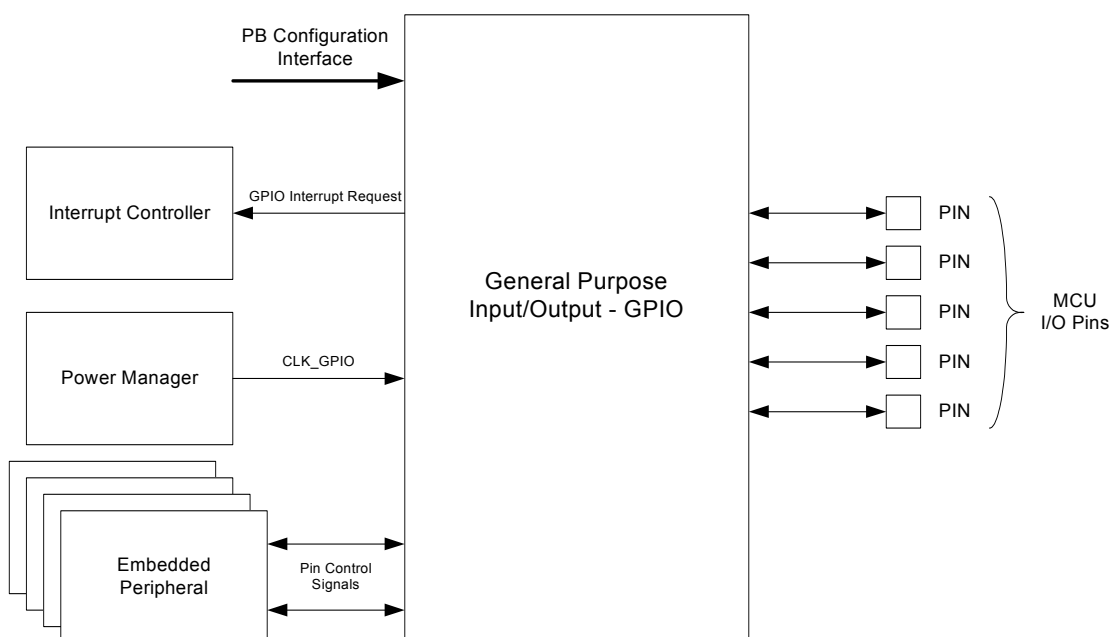 PB Configuration
Interface
Interrupt Controller
GPIO Interrupt Request
General Purpose
Input/Output - GPIO
PIN
PIN
PIN
PIN
PIN
MCU
I/O Pins
Power Manager
CLK_GPIO
Embedded
Peripheral
Pin Control
Signals